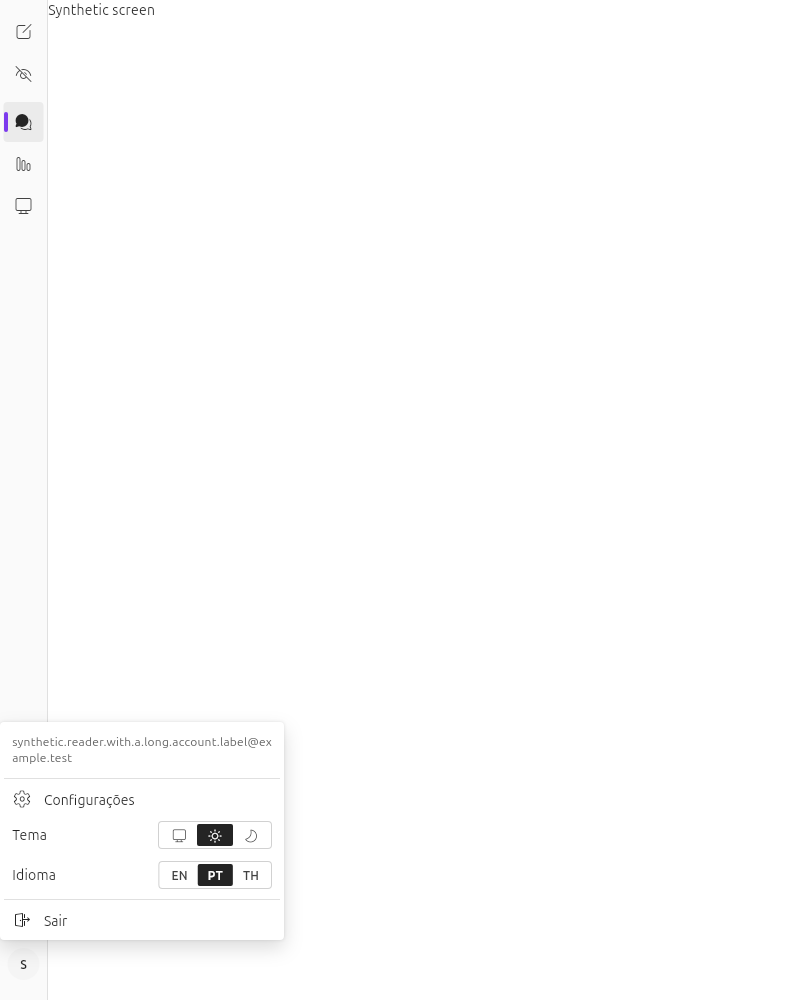 Synthetic screen
synthetic.reader.with.a.long.account.label@ex
ample.test
Configurações
Tema
Idioma
EN PT TH
Sair
S